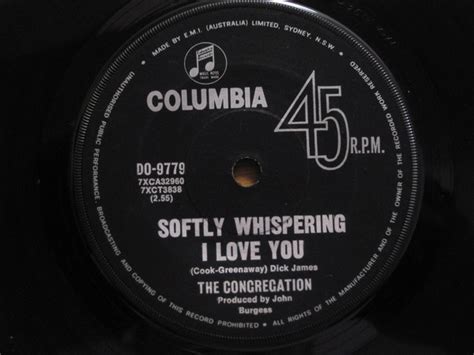 MADE BY E.M.I. (AUSTRALIA) LIMITED, SYDNEY, N.S.W.
ALL RIGHTS OF THE MANUFACTURER AND OF THE OWNER OF THE RECORDED WORK RESERVED
UNAUTHORISED PUBLIC PERFORMANCE, BROADCASTING AND COPYING OF THIS RECORD PROHIBITED
COLUMBIA
45 R.P.M.
DO-9779
7XCA32960
7XCT3838
(2.55)
SOFTLY WHISPERING
I LOVE YOU
(Cook-Greenaway) Dick James
THE CONGREGATION
Produced by John
Burgess